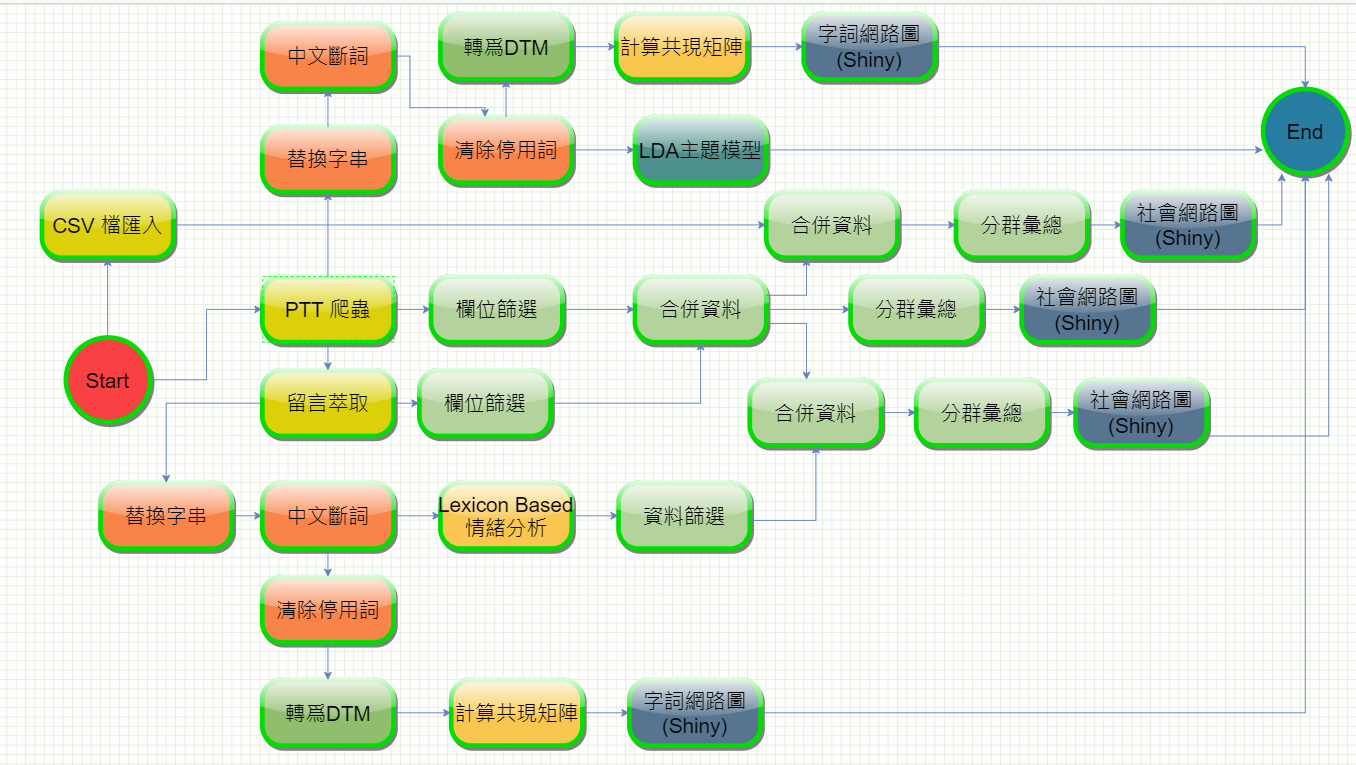 中文斷詞
轉爲DTM
計算共現矩陣
字詞網路圖
(Shiny)
End
替換字串
清除停用詞
LDA主題模型
CSV 檔匯入
合併資料
分群彙總
社會網路圖
(Shiny)
PTT 爬蟲
欄位篩選
合併資料
分群彙總
社會網路圖
(Shiny)
Start
留言萃取
欄位篩選
合併資料
分群彙總
社會網路圖
(Shiny)
替換字串
中文斷詞
Lexicon Based
情緒分析
資料篩選
清除停用詞
轉爲DTM
計算共現矩陣
字詞網路圖
(Shiny)